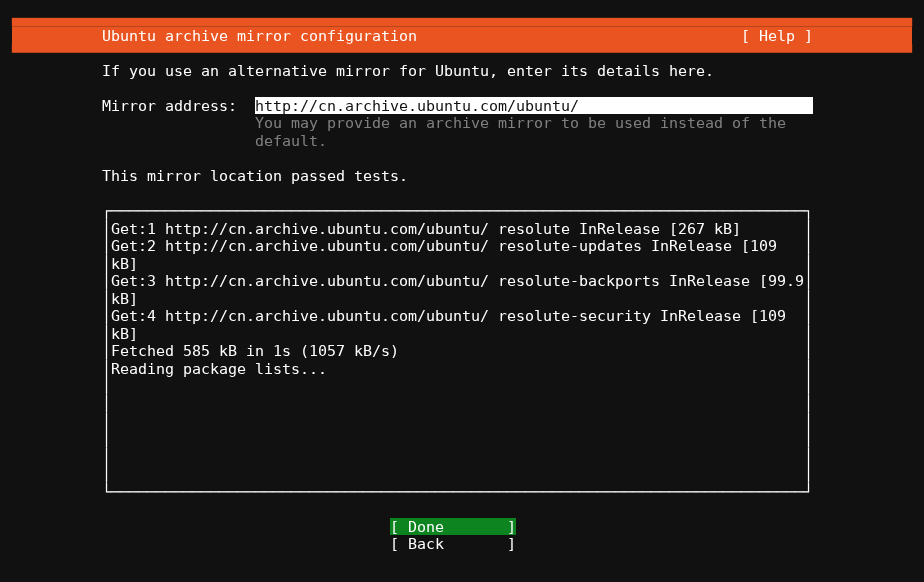 Ubuntu archive mirror configuration [ Help ]
If you use an alternative mirror for Ubuntu, enter its details here.
Mirror address: http://cn.archive.ubuntu.com/ubuntu/
You may provide an archive mirror to be used instead of the
default.
This mirror location passed tests.
Get:1 http://cn.archive.ubuntu.com/ubuntu/ resolute InRelease [267 kB]
Get:2 http://cn.archive.ubuntu.com/ubuntu/ resolute-updates InRelease [109
kB]
Get:3 http://cn.archive.ubuntu.com/ubuntu/ resolute-backports InRelease [99.9
kB]
Get:4 http://cn.archive.ubuntu.com/ubuntu/ resolute-security InRelease [109
kB]
Fetched 585 kB in 1s (1057 kB/s)
Reading package lists...
[ Done ]
[ Back ]